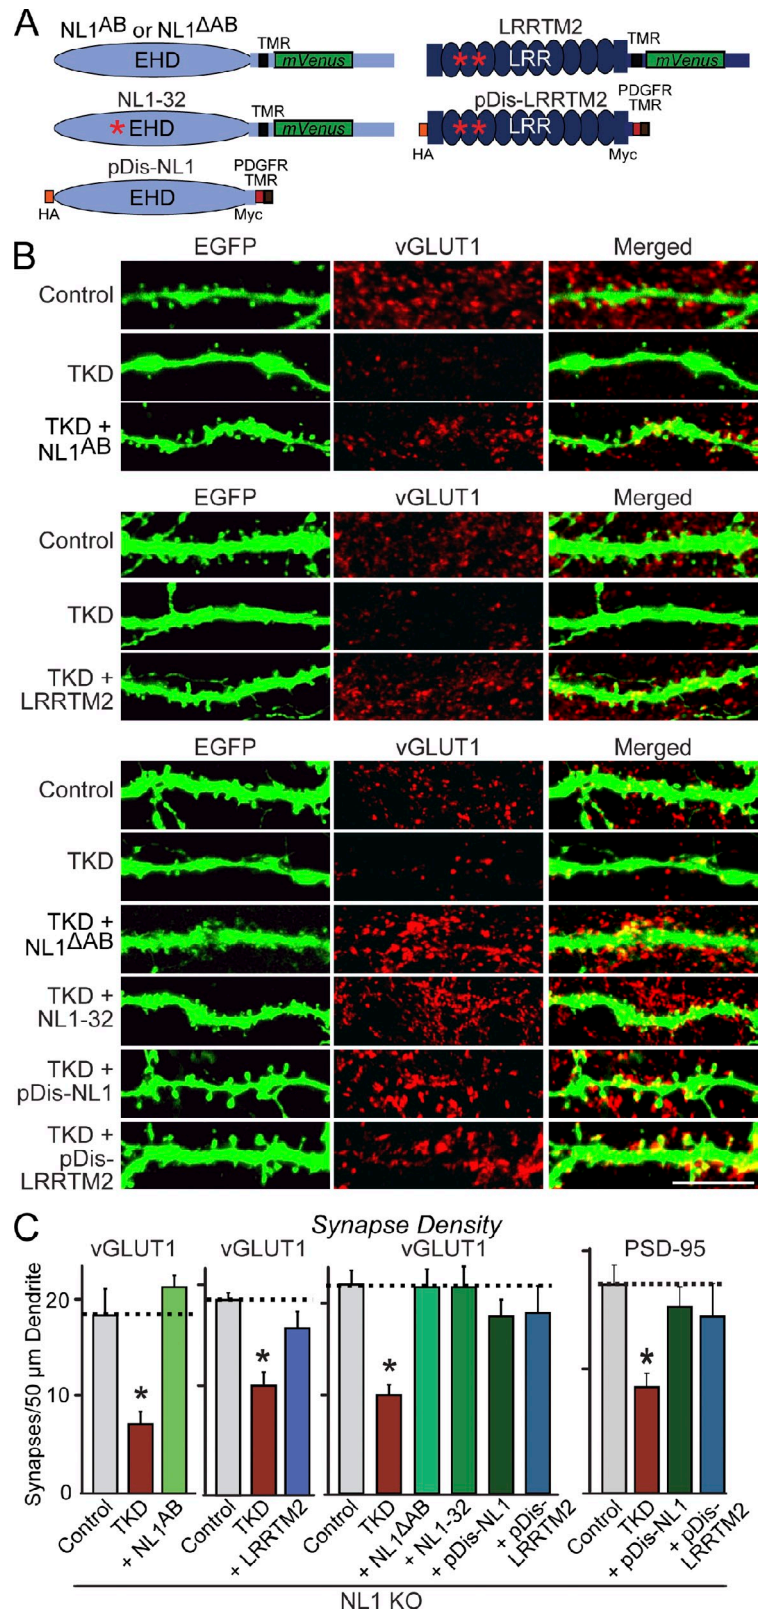 A
NL1AB or NL1ΔAB
TMR
EHD
mVenus
LRRTM2
TMR
LRR
mVenus
NL1-32
TMR
* EHD
mVenus
pDis-LRRTM2
PDGFR
TMR
** LRR
HA
Myc
pDis-NL1
PDGFR
TMR
EHD
HA
Myc
B
EGFP vGLUT1 Merged
Control
TKD
TKD +
NL1AB
EGFP vGLUT1 Merged
Control
TKD
TKD +
LRRTM2
EGFP vGLUT1 Merged
Control
TKD
TKD +
NL1ΔAB
TKD +
NL1-32
TKD +
pDis-NL1
TKD +
pDis-
LRRTM2
C
Synapse Density
vGLUT1 vGLUT1 vGLUT1 PSD-95
Synapses/50 µm Dendrite
20
10
0
* * * *
Control
TKD
+ NL1AB
Control
TKD
+ LRRTM2
Control
TKD
+ NL1ΔAB
+ NL1-32
+ pDis-NL1
+ pDis-
LRRTM2
Control
TKD
+ pDis-NL1
+ pDis-
LRRTM2
NL1 KO